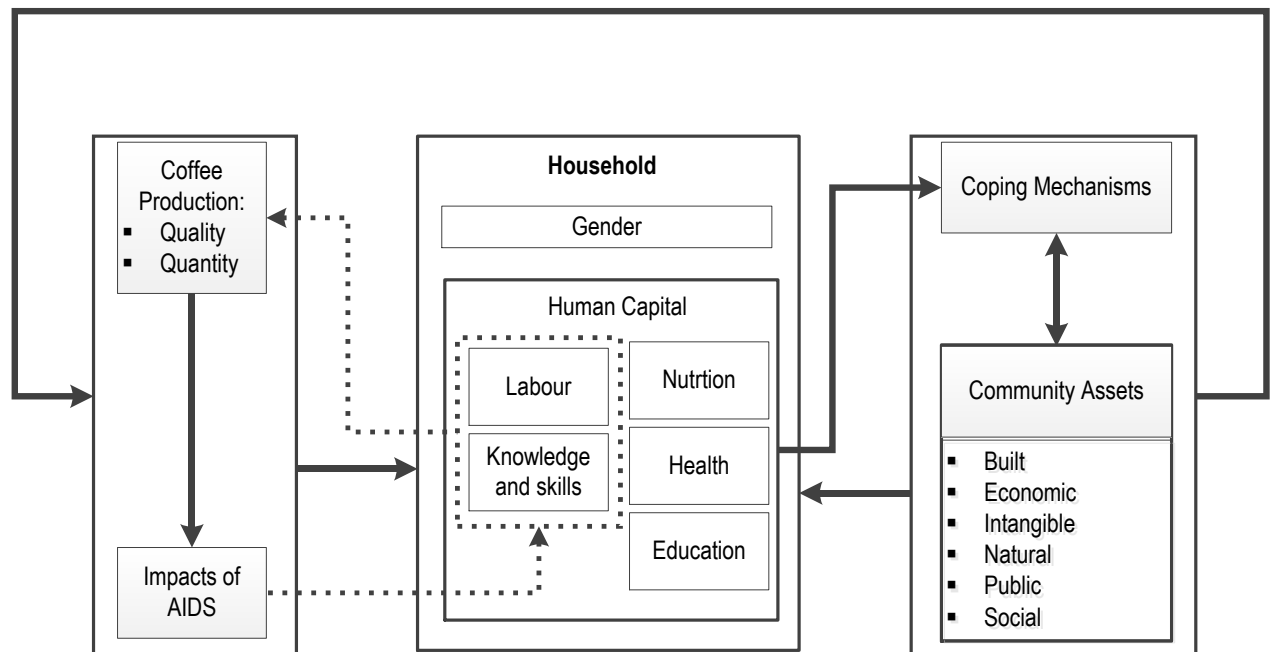 Coffee
Production:
▪ Quality
▪ Quantity
Impacts of
AIDS
Household
Gender
Human Capital
Labour
Knowledge
and skills
Nutrtion
Health
Education
Coping Mechanisms
Community Assets
▪ Built
▪ Economic
▪ Intangible
▪ Natural
▪ Public
▪ Social